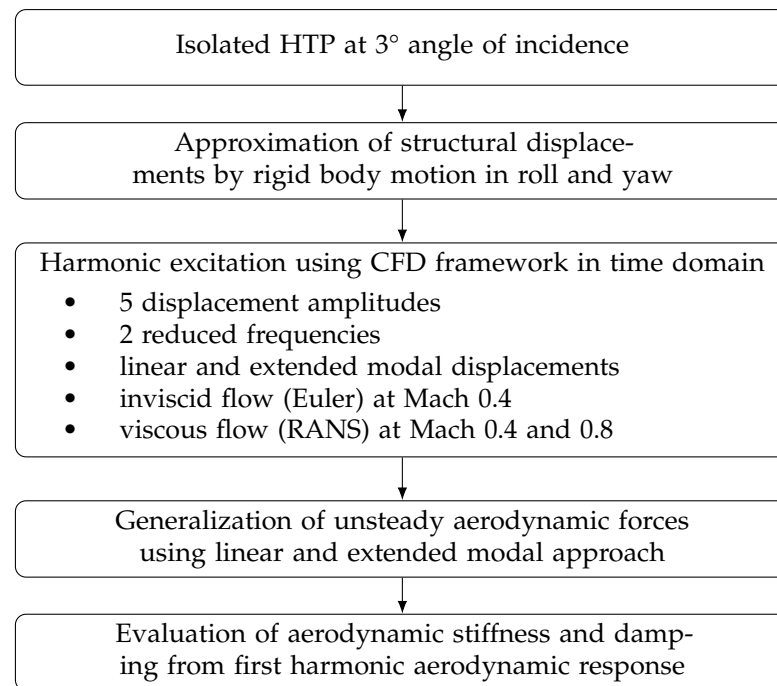 Isolated HTP at 3° angle of incidence
Approximation of structural displace-
ments by rigid body motion in roll and yaw
Harmonic excitation using CFD framework in time domain
• 5 displacement amplitudes
• 2 reduced frequencies
• linear and extended modal displacements
• inviscid flow (Euler) at Mach 0.4
• viscous flow (RANS) at Mach 0.4 and 0.8
Generalization of unsteady aerodynamic forces
using linear and extended modal approach
Evaluation of aerodynamic stiffness and damp-
ing from first harmonic aerodynamic response